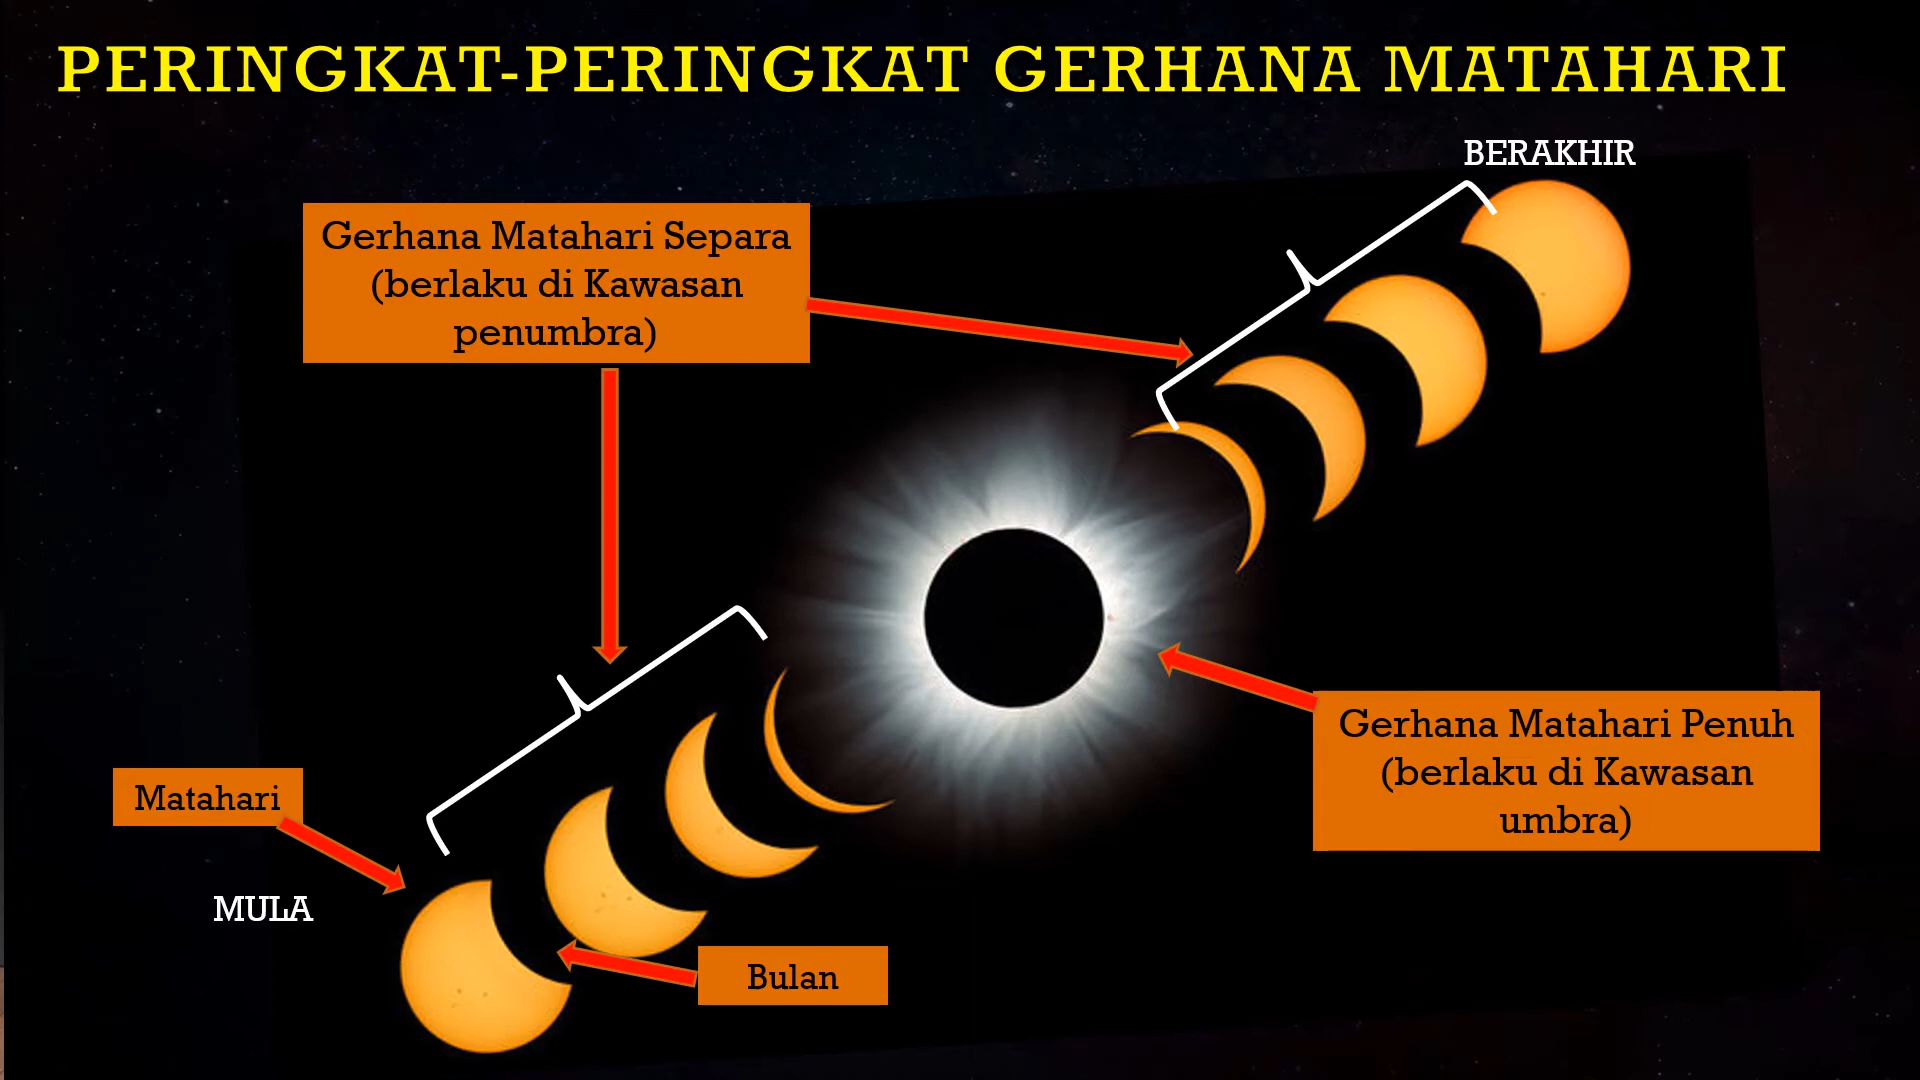 PERINGKAT-PERINGKAT GERHANA MATAHARI
BERAKHIR
Gerhana Matahari Separa
(berlaku di Kawasan
penumbra)
Gerhana Matahari Penuh
(berlaku di Kawasan
umbra)
Matahari
MULA
Bulan